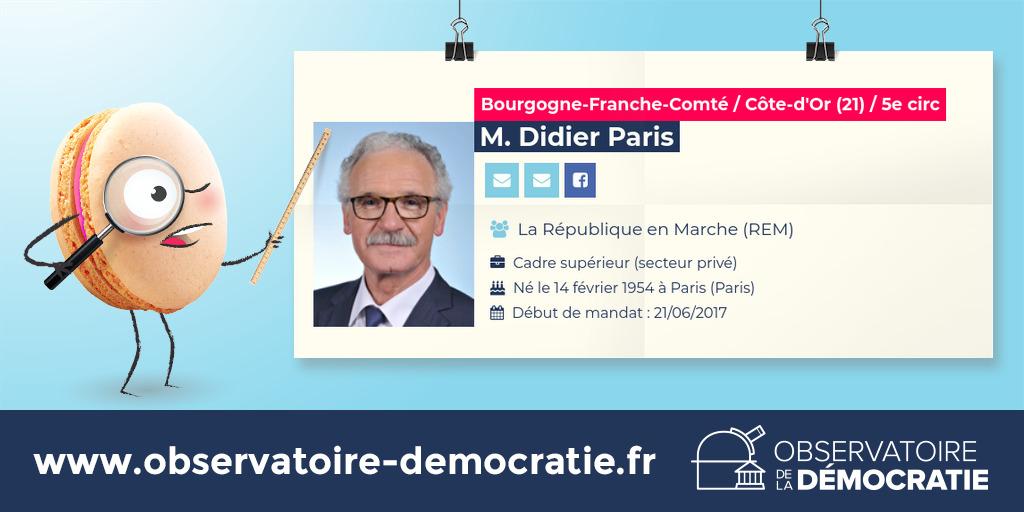 Bourgogne-Franche-Comté / Côte-d'Or (21) / 5e circ
M. Didier Paris
La République en Marche (REM)
Cadre supérieur (secteur privé)
Né le 14 février 1954 à Paris (Paris)
Début de mandat : 21/06/2017
www.observatoire-democratie.fr
OBSERVATOIRE
DE LA DÉMOCRATIE